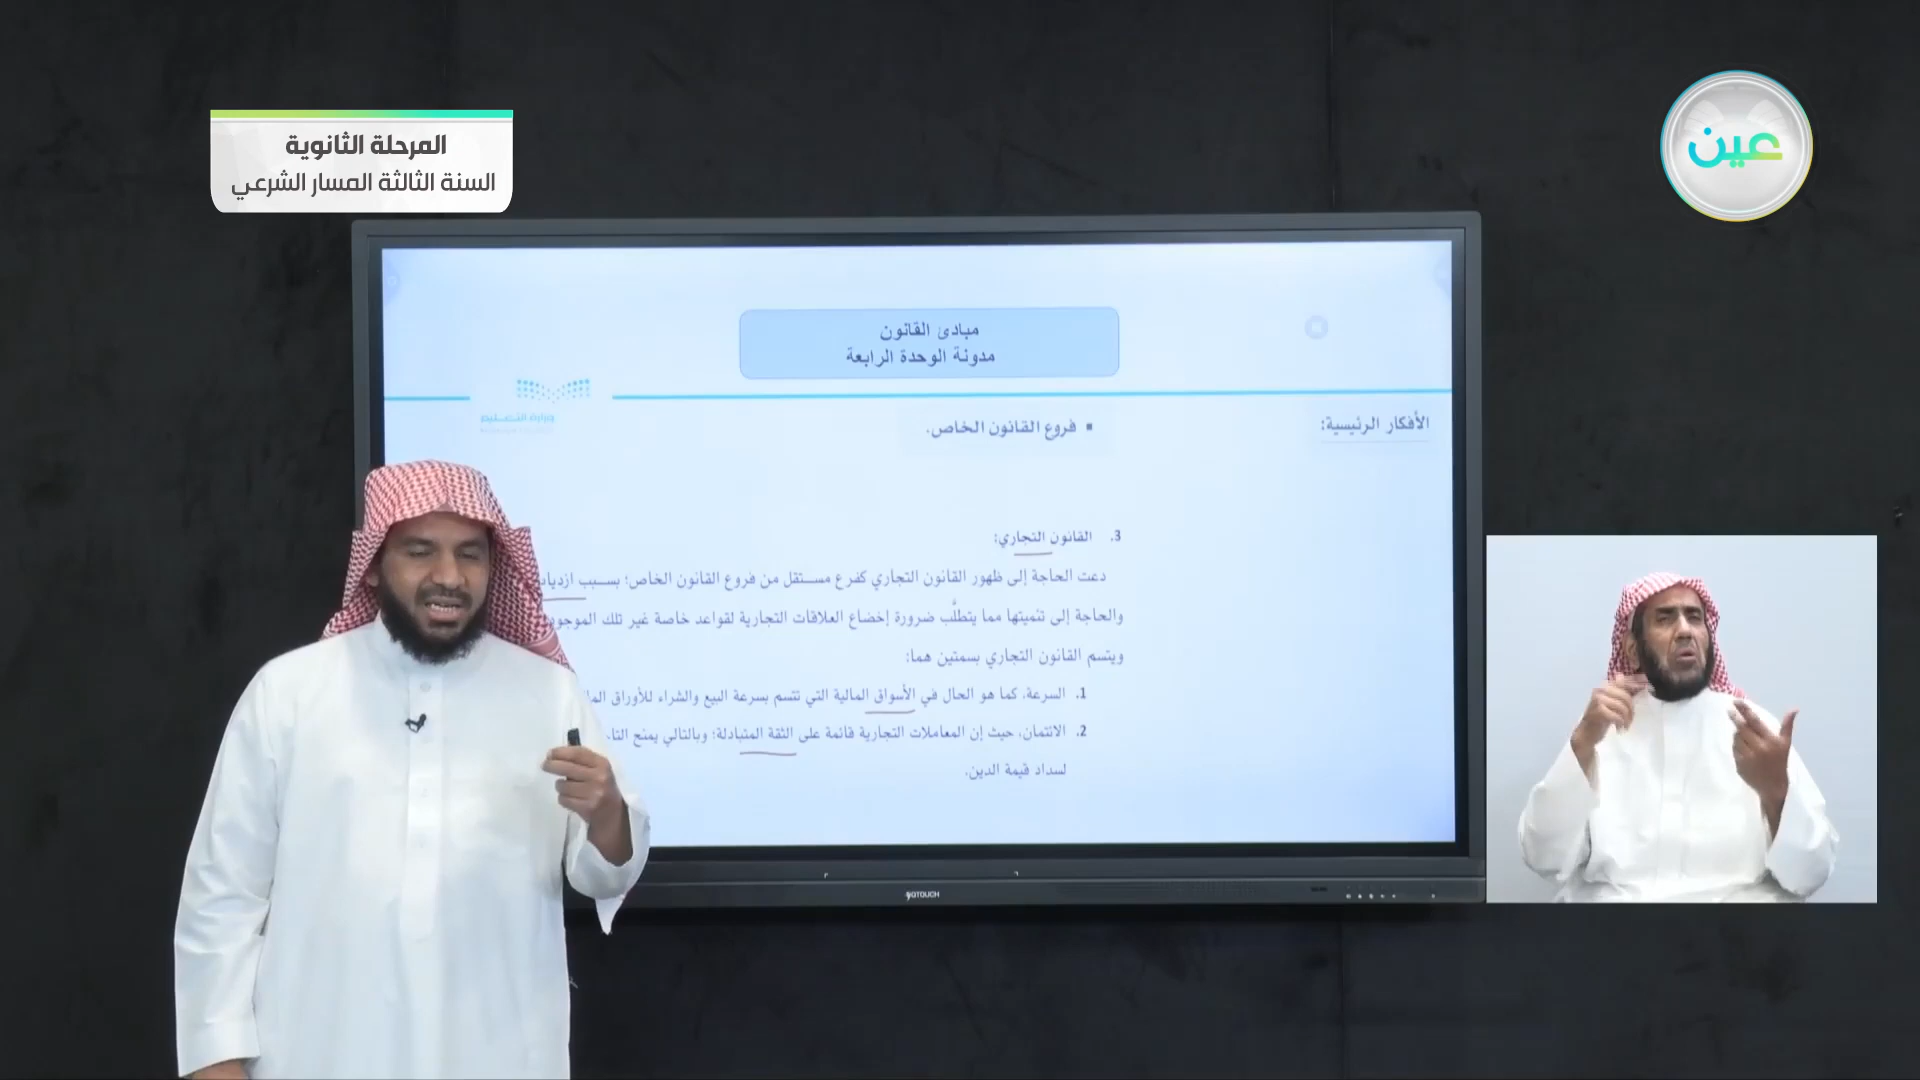 المرحلة الثانوية
السنة الثالثة المسار الشرعي
عين
مبادئ القانون
مدونة الوحدة الرابعة
وزارة التعليم
الأفكار الرئيسية:
▪ فروع القانون الخاص.
3. القانون التجاري:
دعت الحاجة إلى ظهور القانون التجاري كفرع مستقل من فروع القانون الخاص؛ بسبب ازدياد
والحاجة إلى تنميتها مما يتطلَّب ضرورة إخضاع العلاقات التجارية لقواعد خاصة غير تلك
ويتسم القانون التجاري بسمتين هما:
1. السرعة، كما هو الحال في الأسواق المالية التي تتسم بسرعة البيع والشراء للأوراق
2. الائتمان، حيث إن المعاملات التجارية قائمة على الثقة المتبادلة؛ وبالتالي يمنح
لسداد قيمة الدين.